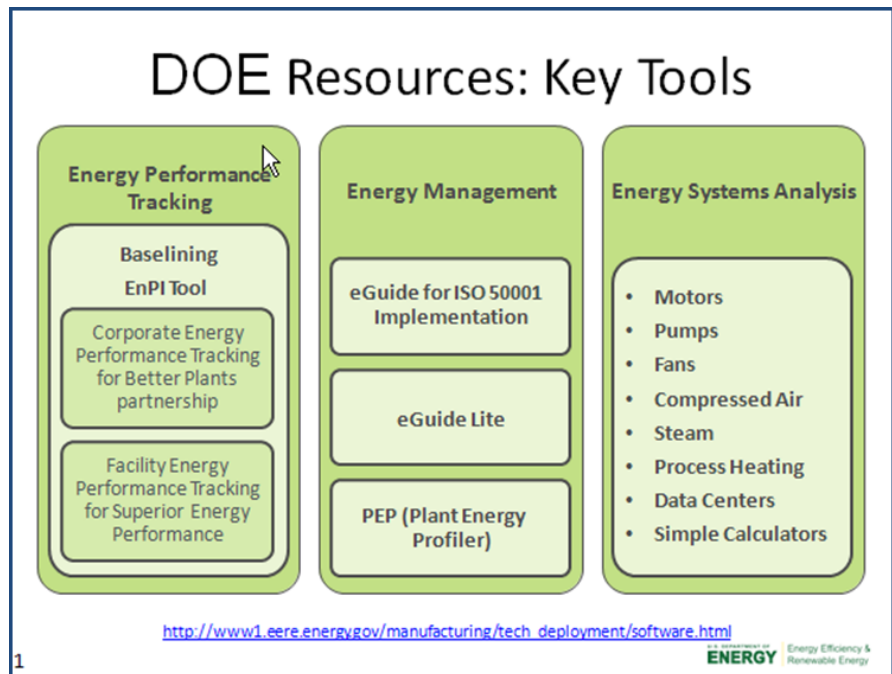 DOE Resources: Key Tools
Energy Performance
Tracking
Baselining
EnPI Tool
Corporate Energy
Performance Tracking
for Better Plants
partnership
Facility Energy
Performance Tracking
for Superior Energy
Performance
Energy Management
eGuide for ISO 50001
Implementation
eGuide Lite
PEP (Plant Energy
Profiler)
Energy Systems Analysis
• Motors
• Pumps
• Fans
• Compressed Air
• Steam
• Process Heating
• Data Centers
• Simple Calculators
http://www1.eere.energy.gov/manufacturing/tech_deployment/software.html
1
U.S. DEPARTMENT OF
ENERGY
Energy Efficiency &
Renewable Energy